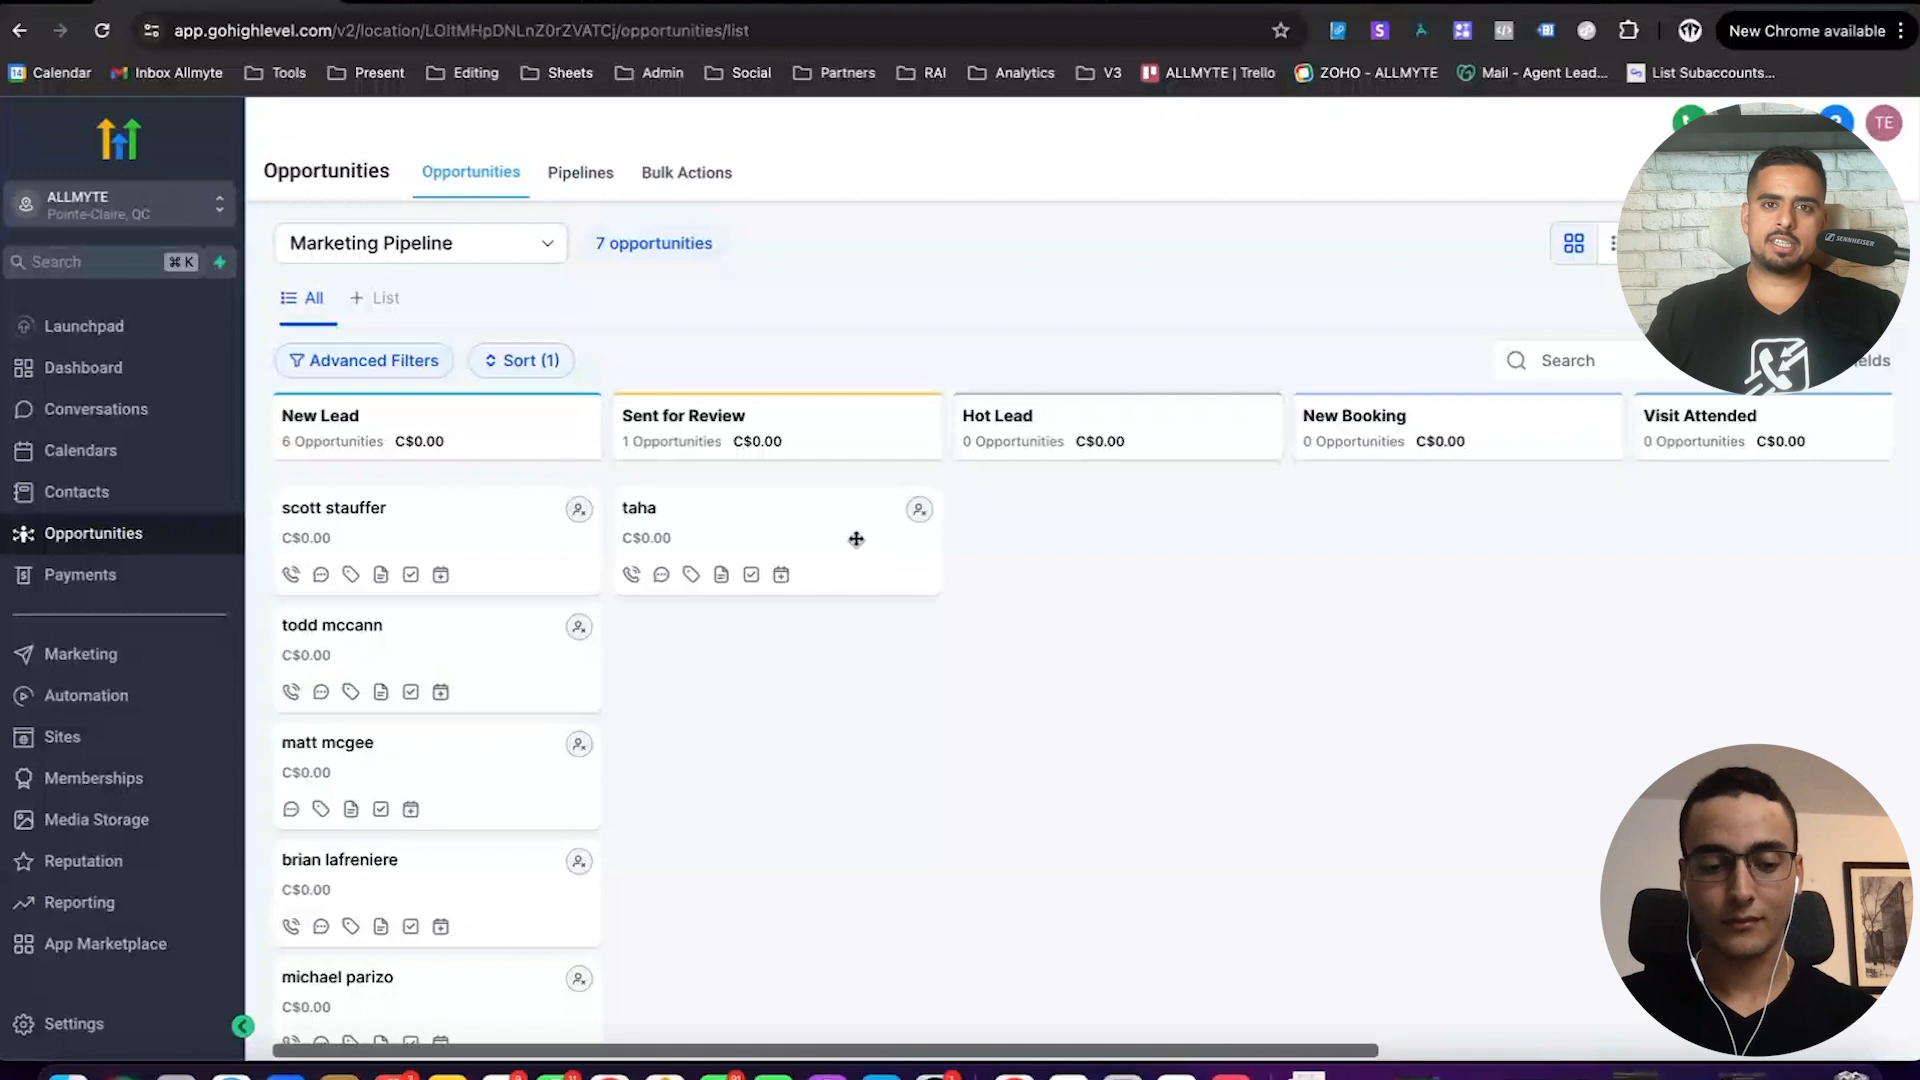 app.gohighlevel.com/v2/location/LOItMHpDNLnZ0rZVATCj/opportunities/list
New Chrome available
Calendar
Inbox Allmyte
Tools
Present
Editing
Sheets
Admin
Social
Partners
RAI
Analytics
V3
ALLMYTE | Trello
ZOHO - ALLMYTE
Mail - Agent Lead...
List Subaccounts...
ALLMYTE
Pointe-Claire, QC
Search
⌘ K
Launchpad
Dashboard
Conversations
Calendars
Contacts
Opportunities
Payments
Marketing
Automation
Sites
Memberships
Media Storage
Reputation
Reporting
App Marketplace
Settings
Opportunities
Opportunities
Pipelines
Bulk Actions
TE
Marketing Pipeline
7 opportunities
All
+ List
Advanced Filters
Sort (1)
Search
elds
SENNHEISER
New Lead
6 Opportunities C$0.00
Sent for Review
1 Opportunities C$0.00
Hot Lead
0 Opportunities C$0.00
New Booking
0 Opportunities C$0.00
Visit Attended
0 Opportunities C$0.00
scott stauffer
C$0.00
todd mccann
C$0.00
matt mcgee
C$0.00
brian lafreniere
C$0.00
michael parizo
C$0.00
taha
C$0.00